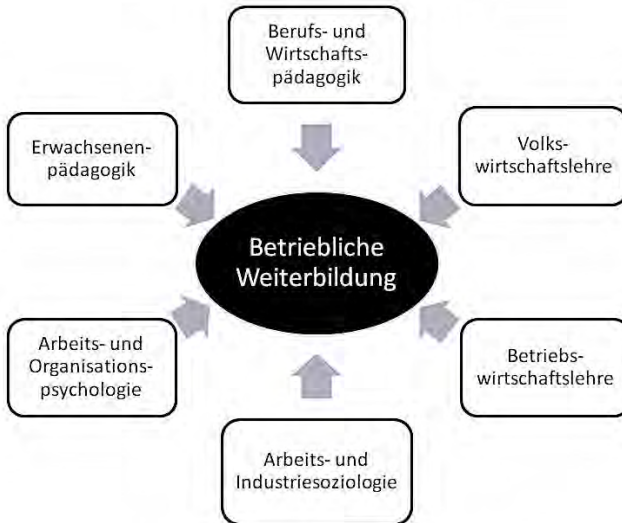 Berufs- und
Wirtschafts-
pädagogik
Erwachsenen-
pädagogik
Volks-
wirtschaftslehre
Betriebliche
Weiterbildung
Arbeits- und
Organisations-
psychologie
Betriebs-
wirtschaftslehre
Arbeits- und
Industriesoziologie